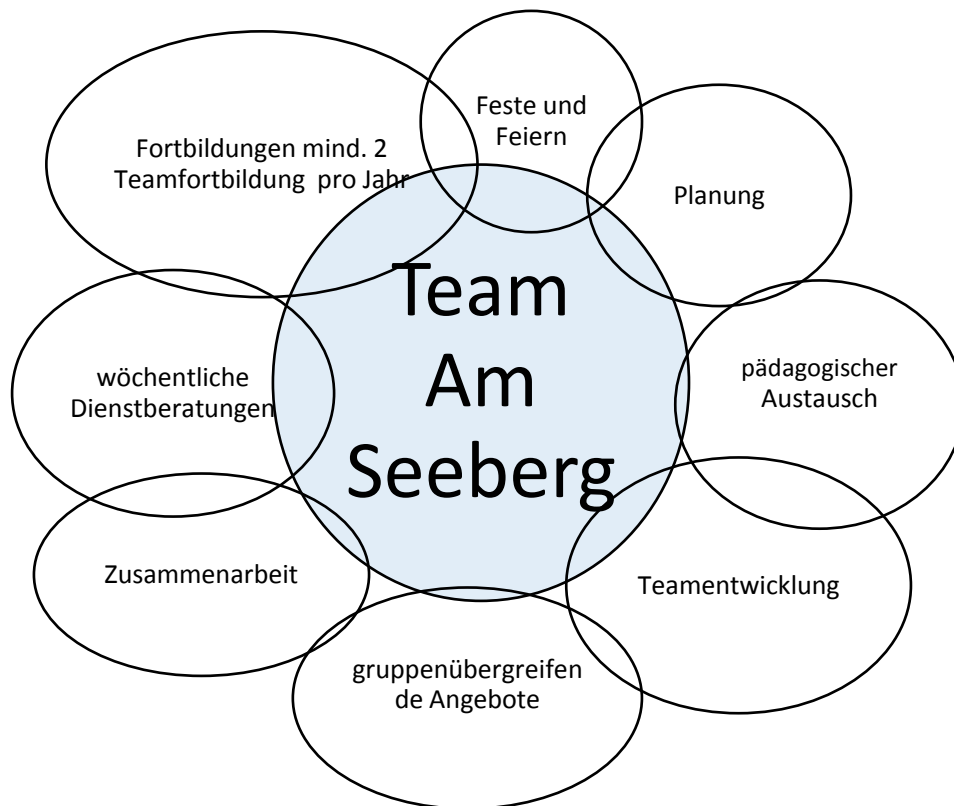 Feste und
Feiern
Fortbildungen mind. 2
Teamfortbildung  pro Jahr
Planung
Team
Am
Seeberg
wöchentliche
Dienstberatungen
pädagogischer
Austausch
Zusammenarbeit
Teamentwicklung
gruppenübergreifen
de Angebote